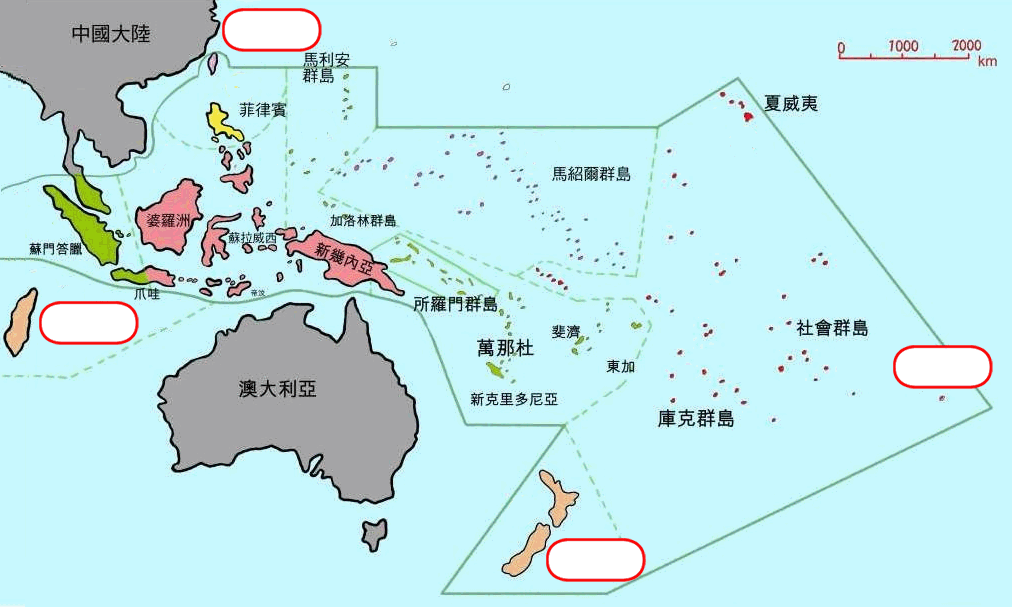 中國大陸
馬利安
群島
0 1000 2000
km
夏威夷
菲律賓
馬紹爾群島
婆羅洲
加洛林群島
蘇門答臘
蘇拉威西
新幾內亞
爪哇
帝汶
所羅門群島
斐濟
社會群島
萬那杜
東加
澳大利亞
新克里多尼亞
庫克群島